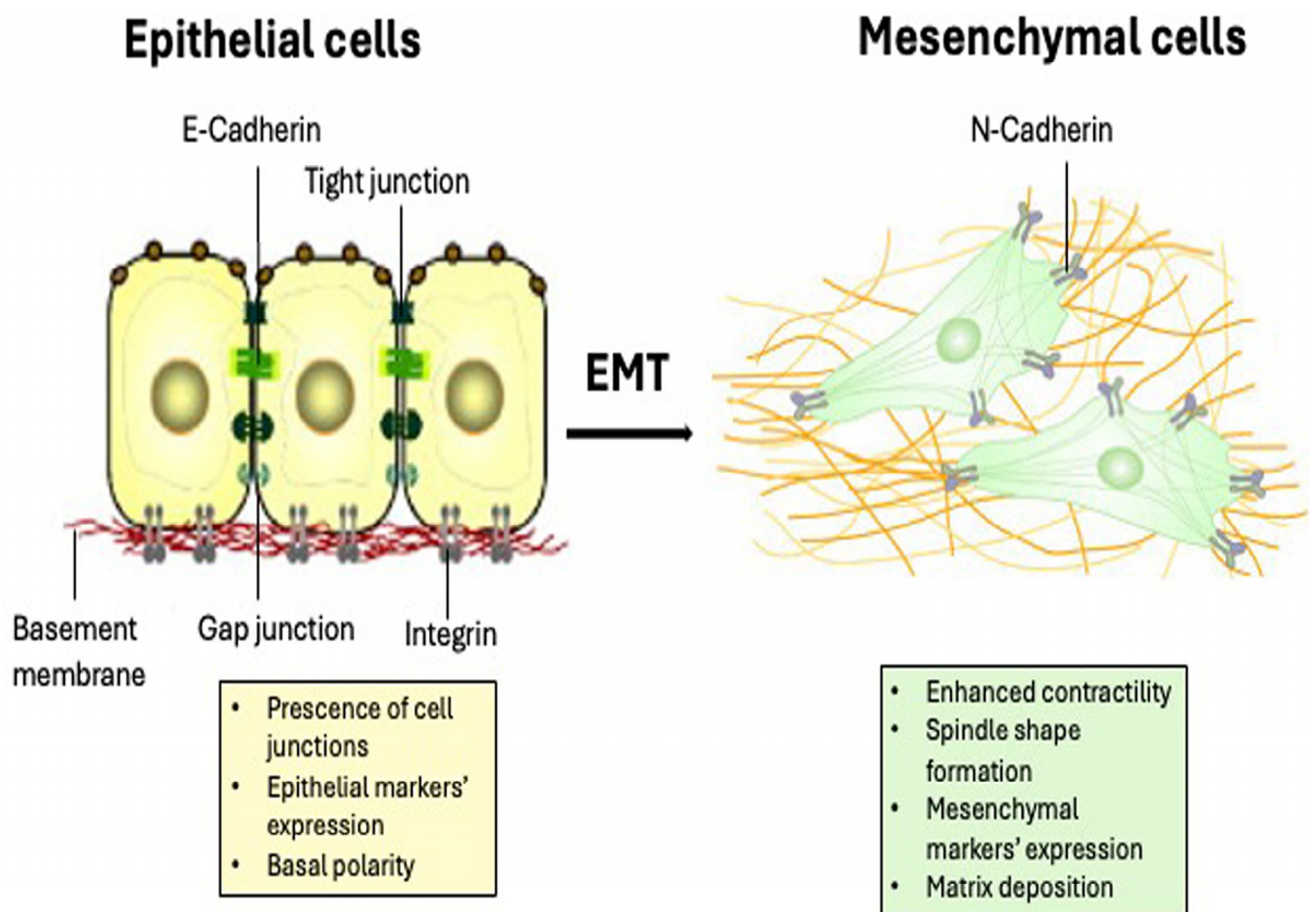 Epithelial cells
Mesenchymal cells
E-Cadherin
Tight junction
N-Cadherin
EMT
Basement
membrane
Gap junction
Integrin
• Prescence of cell
junctions
• Epithelial markers’
expression
• Basal polarity
• Enhanced contractility
• Spindle shape
formation
• Mesenchymal
markers’ expression
• Matrix deposition